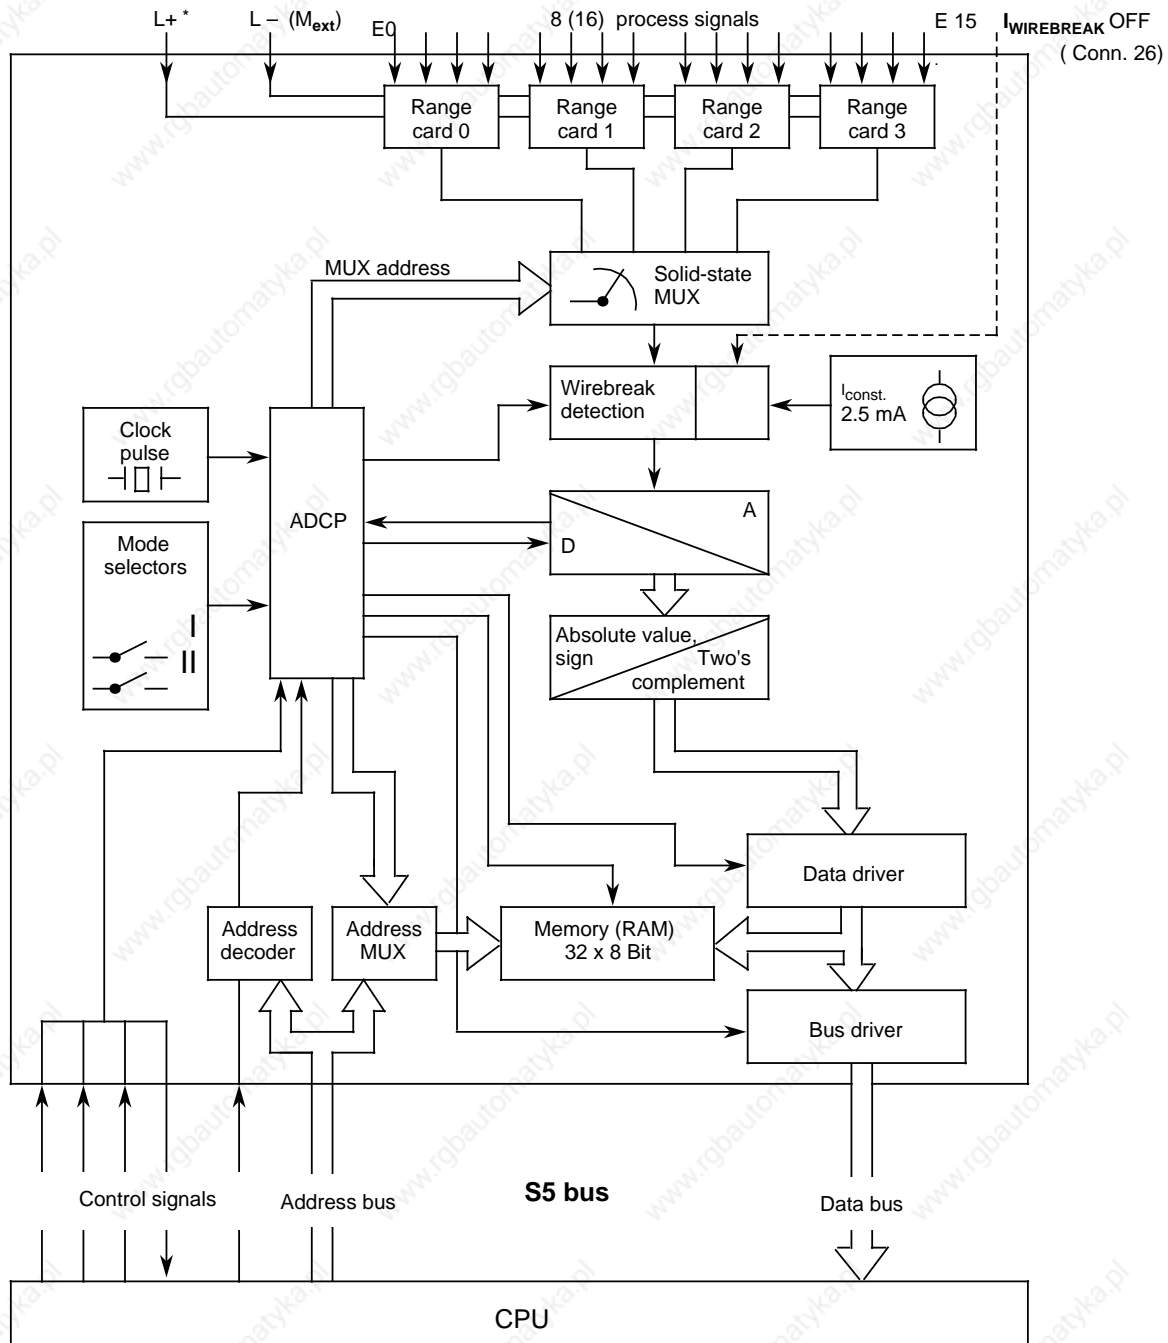 L+ *
L – (Mext)
E0
8 (16) process signals
E 15
IWIREBREAK OFF
( Conn. 26)
Range
card 0
Range
card 1
Range
card 2
Range
card 3
MUX address
Solid-state
MUX
Wirebreak
detection
Iconst.
2.5 mA
Clock
pulse
ADCP
A
D
Mode
selectors
I
II
Absolute value,
sign
Two's
complement
Data driver
Address
decoder
Address
MUX
Memory (RAM)
32 x 8 Bit
Bus driver
Control signals
Address bus
S5 bus
Data bus
CPU
www.rgbautomatyka.pl